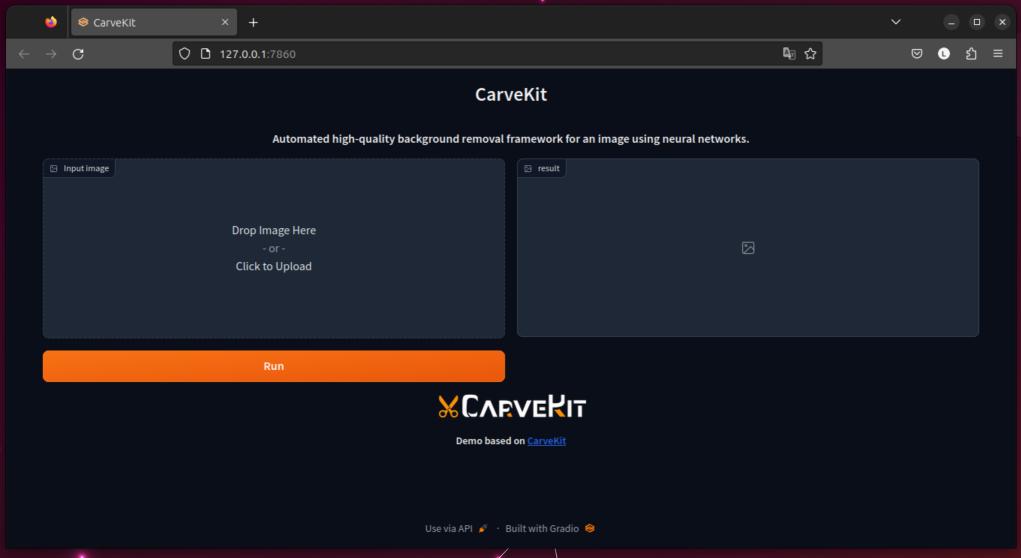 CarveKit
127.0.0.1:7860
L
CarveKit
Automated high-quality background removal framework for an image using neural networks.
Input image
result
Drop Image Here
- or -
Click to Upload
Run
CARVEKIT
Demo based on CarveKit
Use via API · Built with Gradio